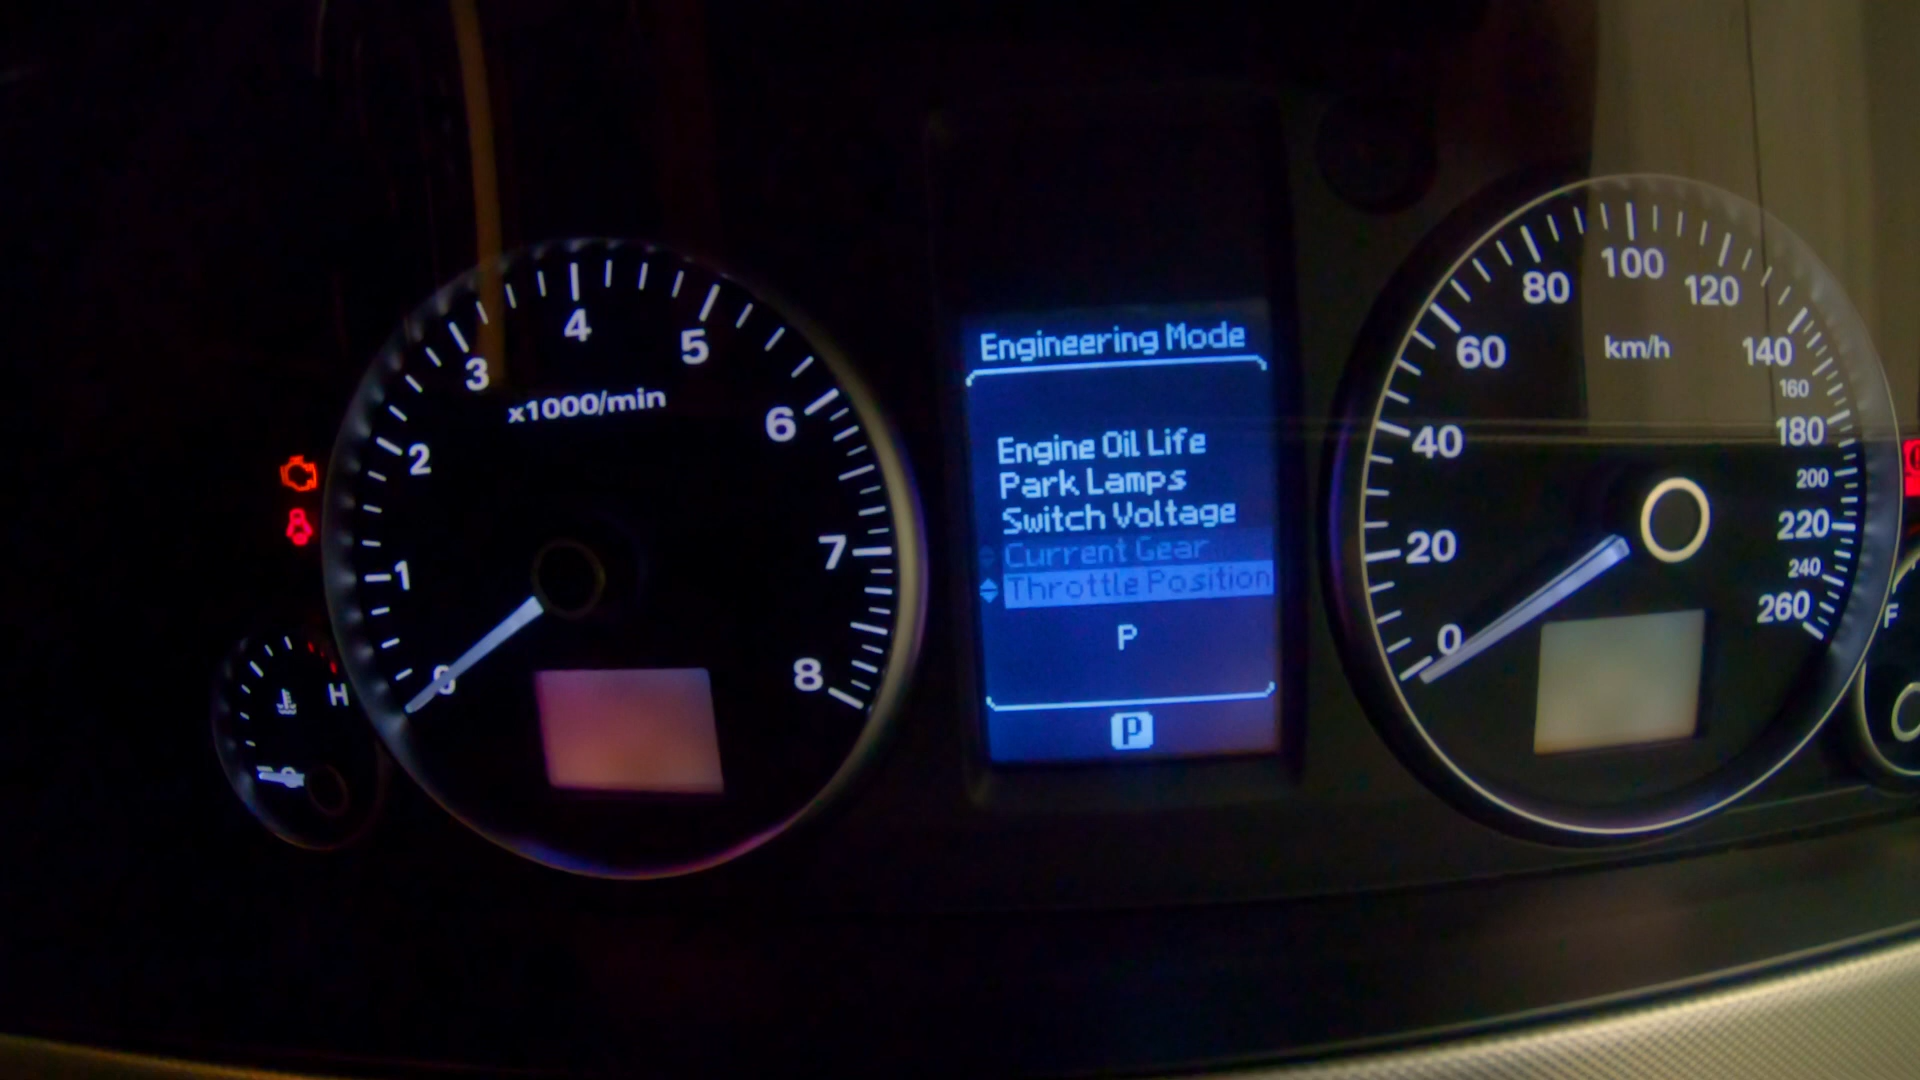 Engineering Mode
Engine Oil Life
Park Lamps
Switch Voltage
Current Gear
Throttle Position
P
P
0
1
2
3
4
5
6
7
8
x1000/min
H
0
20
40
60
80
100
120
140
160
180
200
220
240
260
km/h
F